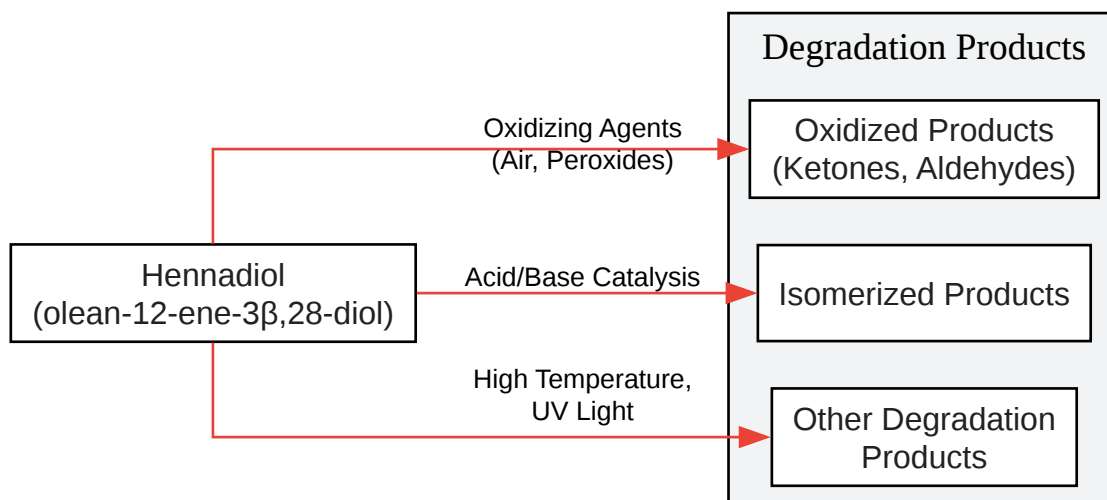 Degradation Products
Oxidizing Agents
(Air, Peroxides)
Oxidized Products
(Ketones, Aldehydes)
Hennadiol
(olean-12-ene-3β,28-diol)
Acid/Base Catalysis
Isomerized Products
High Temperature,
UV Light
Other Degradation
Products